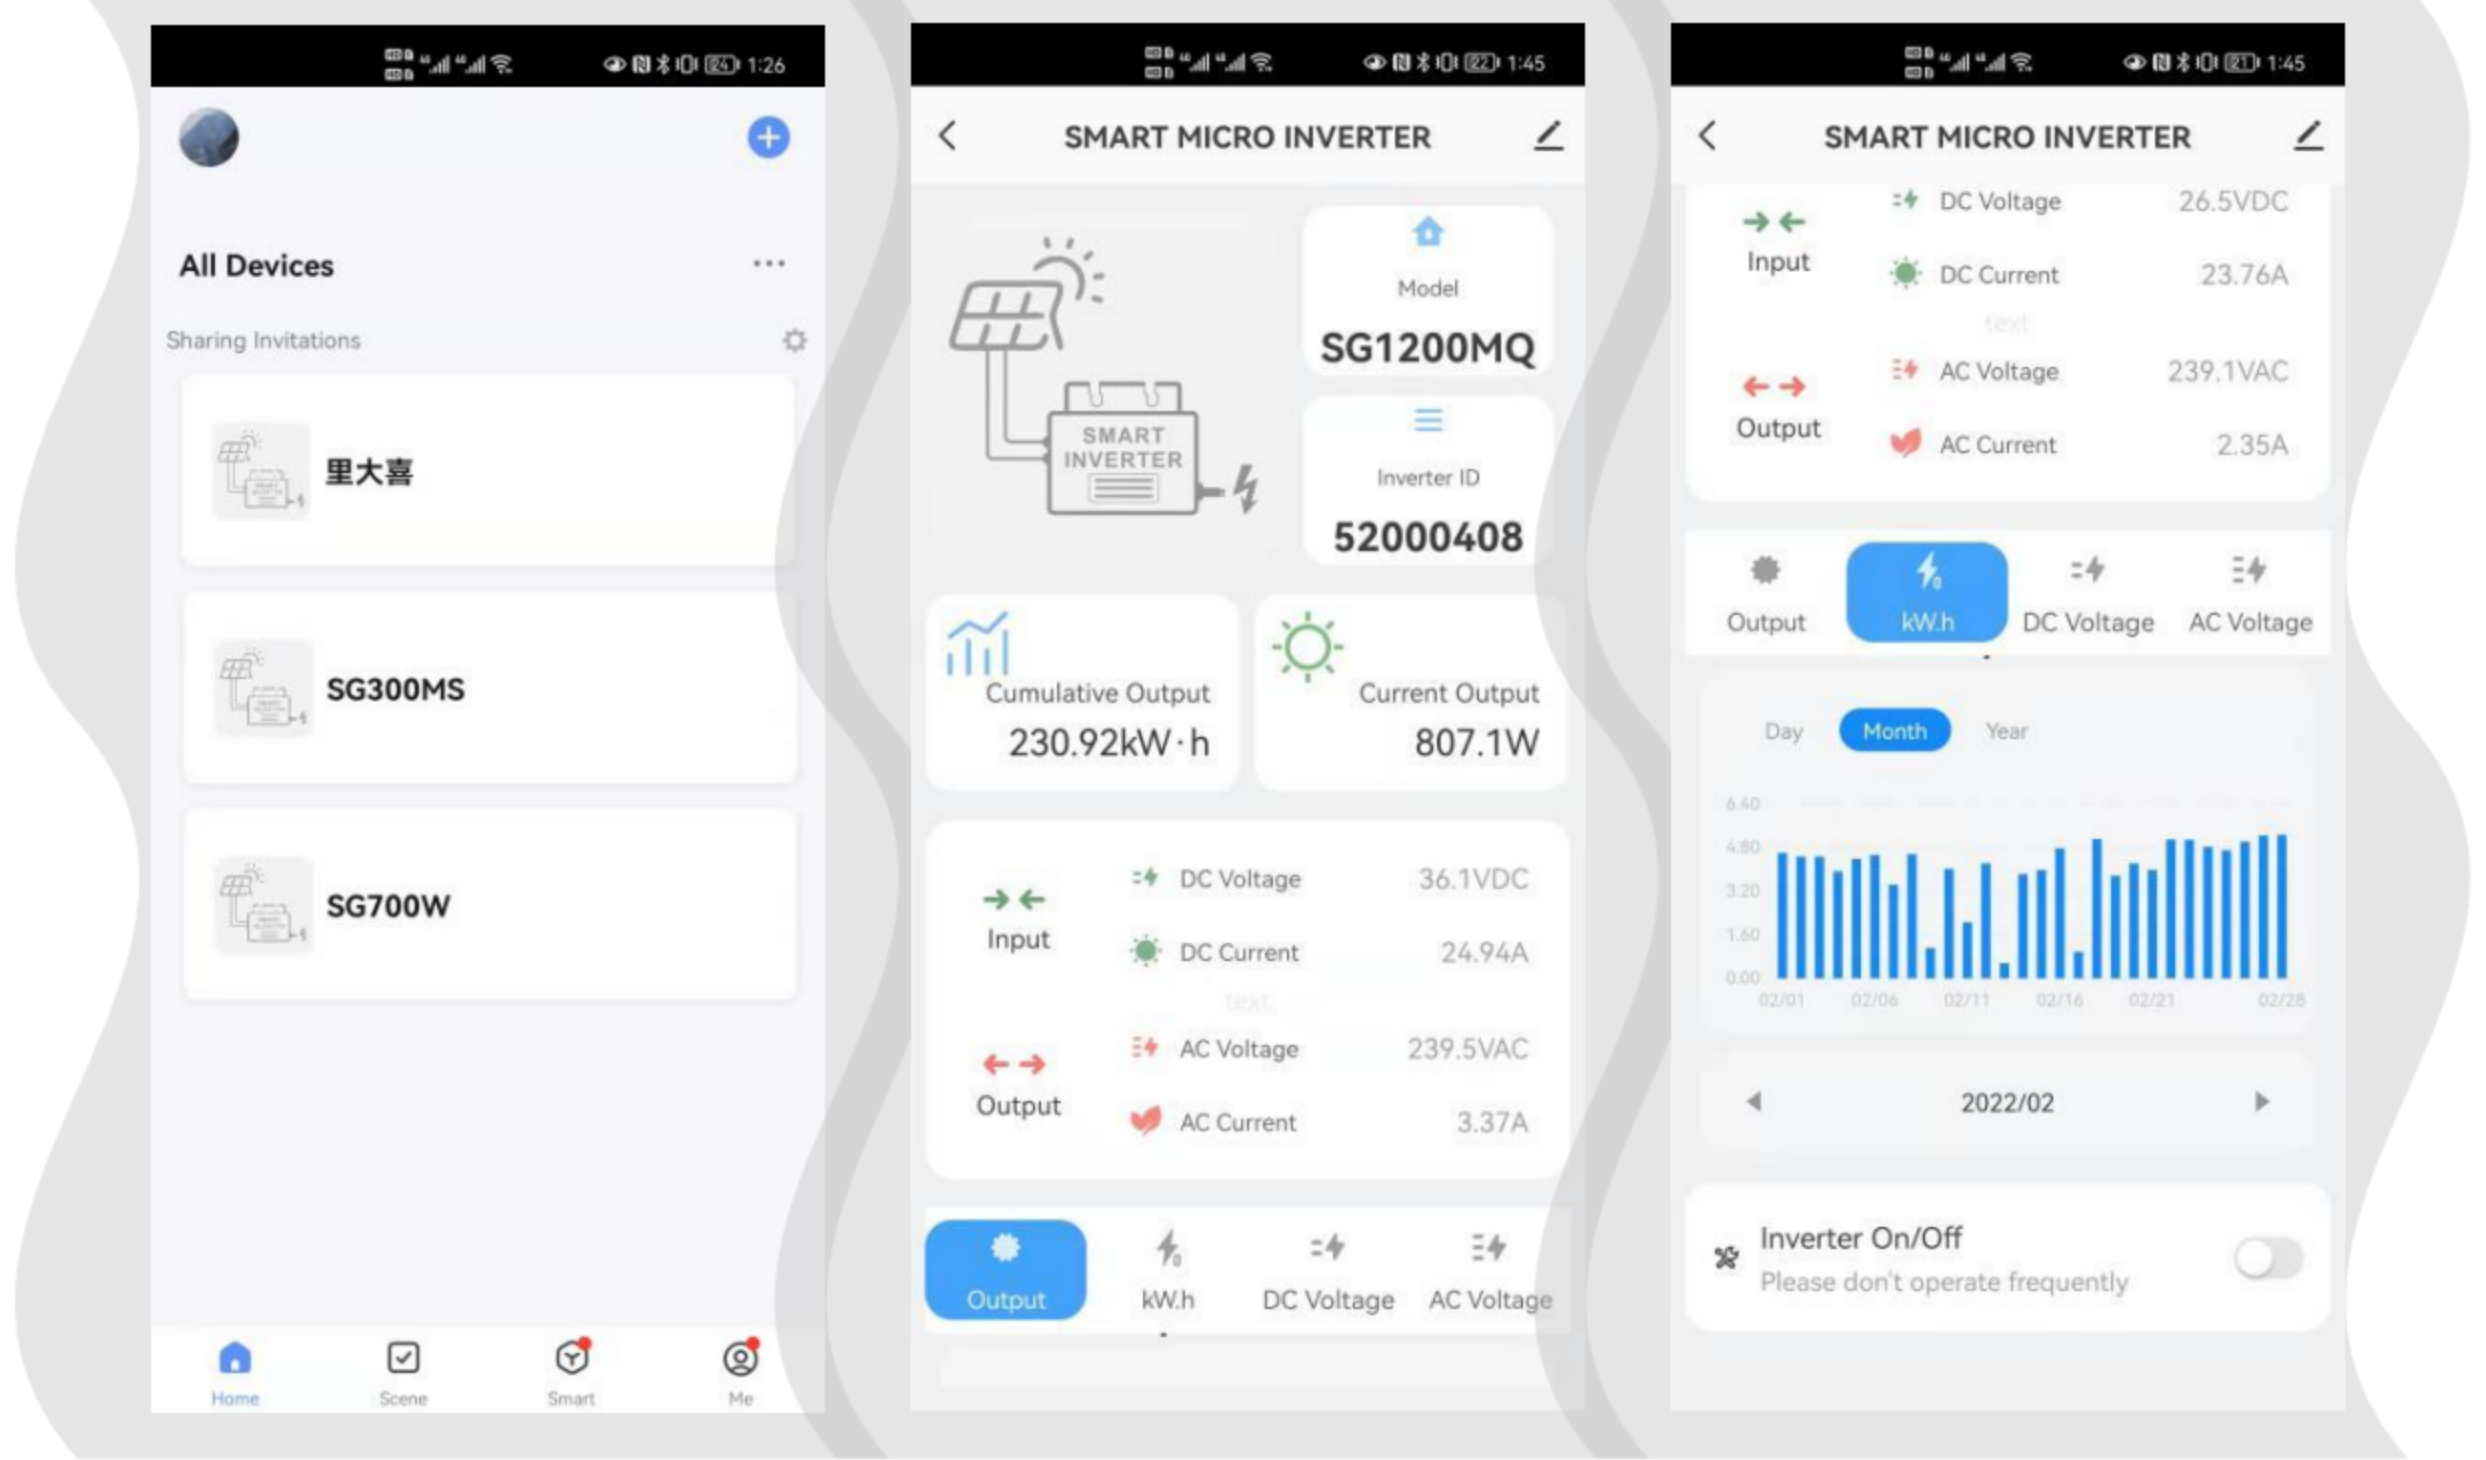 1:26
All Devices
Sharing Invitations
里大喜
SG300MS
SG700W
Home
Scene
Smart
Me
1:45
SMART MICRO INVERTER
SMART
INVERTER
Model
SG1200MQ
Inverter ID
52000408
Cumulative Output
230.92kW·h
Current Output
807.1W
Input
DC Voltage 36.1VDC
DC Current 24.94A
text
Output
AC Voltage 239.5VAC
AC Current 3.37A
Output kW.h DC Voltage AC Voltage
1:45
SMART MICRO INVERTER
Input
DC Voltage 26.5VDC
DC Current 23.76A
text
Output
AC Voltage 239.1VAC
AC Current 2.35A
Output kW.h DC Voltage AC Voltage
Day Month Year
6.40
4.80
3.20
1.60
0.00
02/01 02/06 02/11 02/16 02/21 02/28
2022/02
Inverter On/Off
Please don't operate frequently